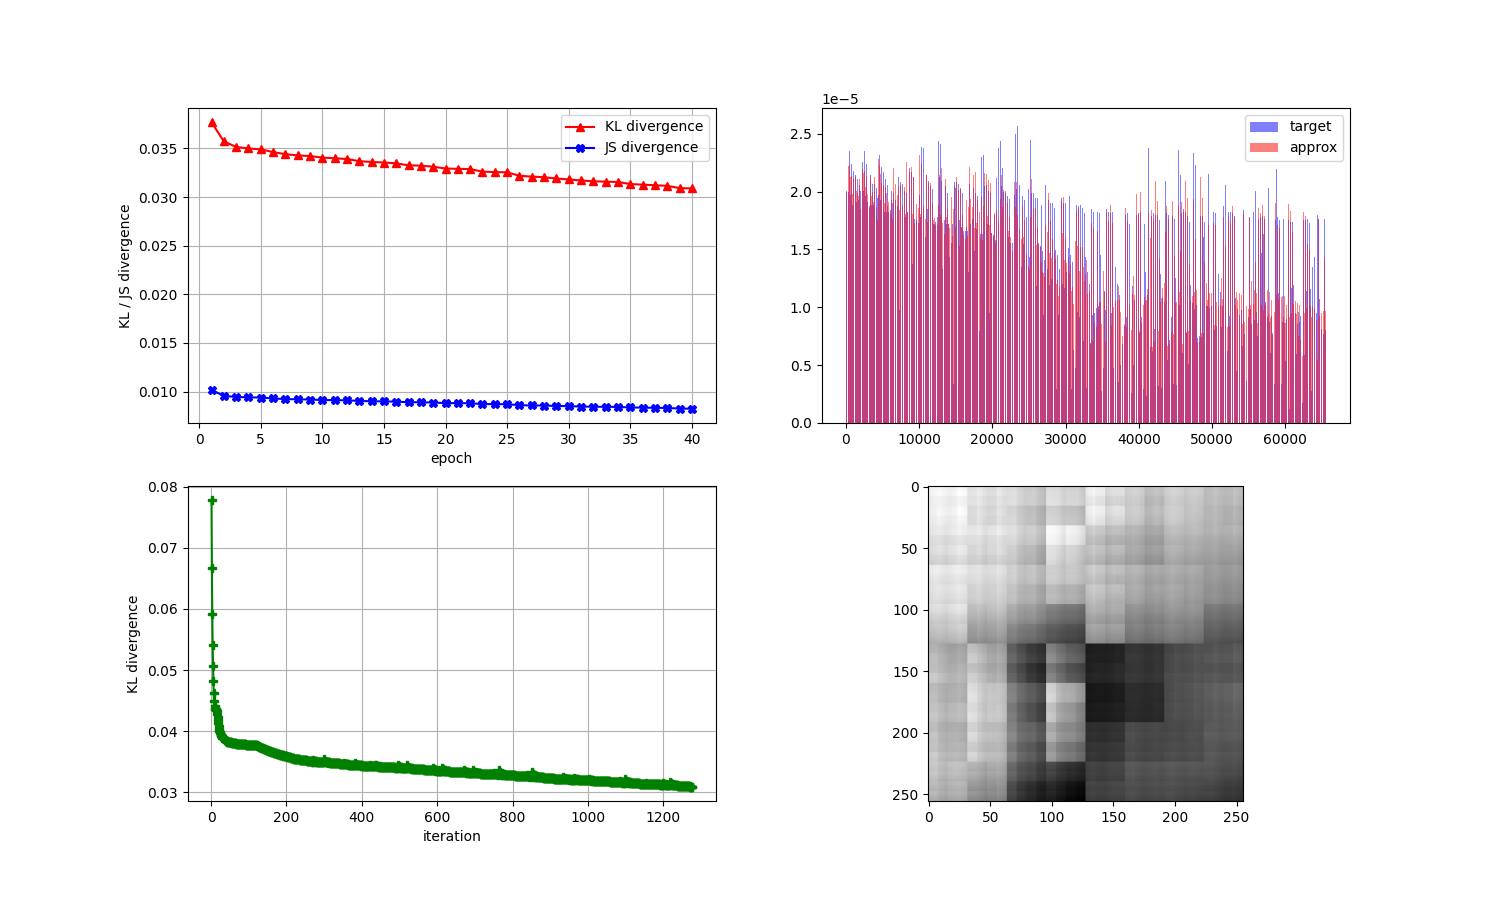 KL divergence
JS divergence
0.035
0.030
0.025
0.020
0.015
0.010
KL / JS divergence
0 5 10 15 20 25 30 35 40
epoch
1e−5
target
approx
2.5
2.0
1.5
1.0
0.5
0.0
0 10000 20000 30000 40000 50000 60000
0.08
0.07
0.06
0.05
0.04
0.03
KL divergence
0 200 400 600 800 1000 1200
iteration
0
50
100
150
200
250
0 50 100 150 200 250